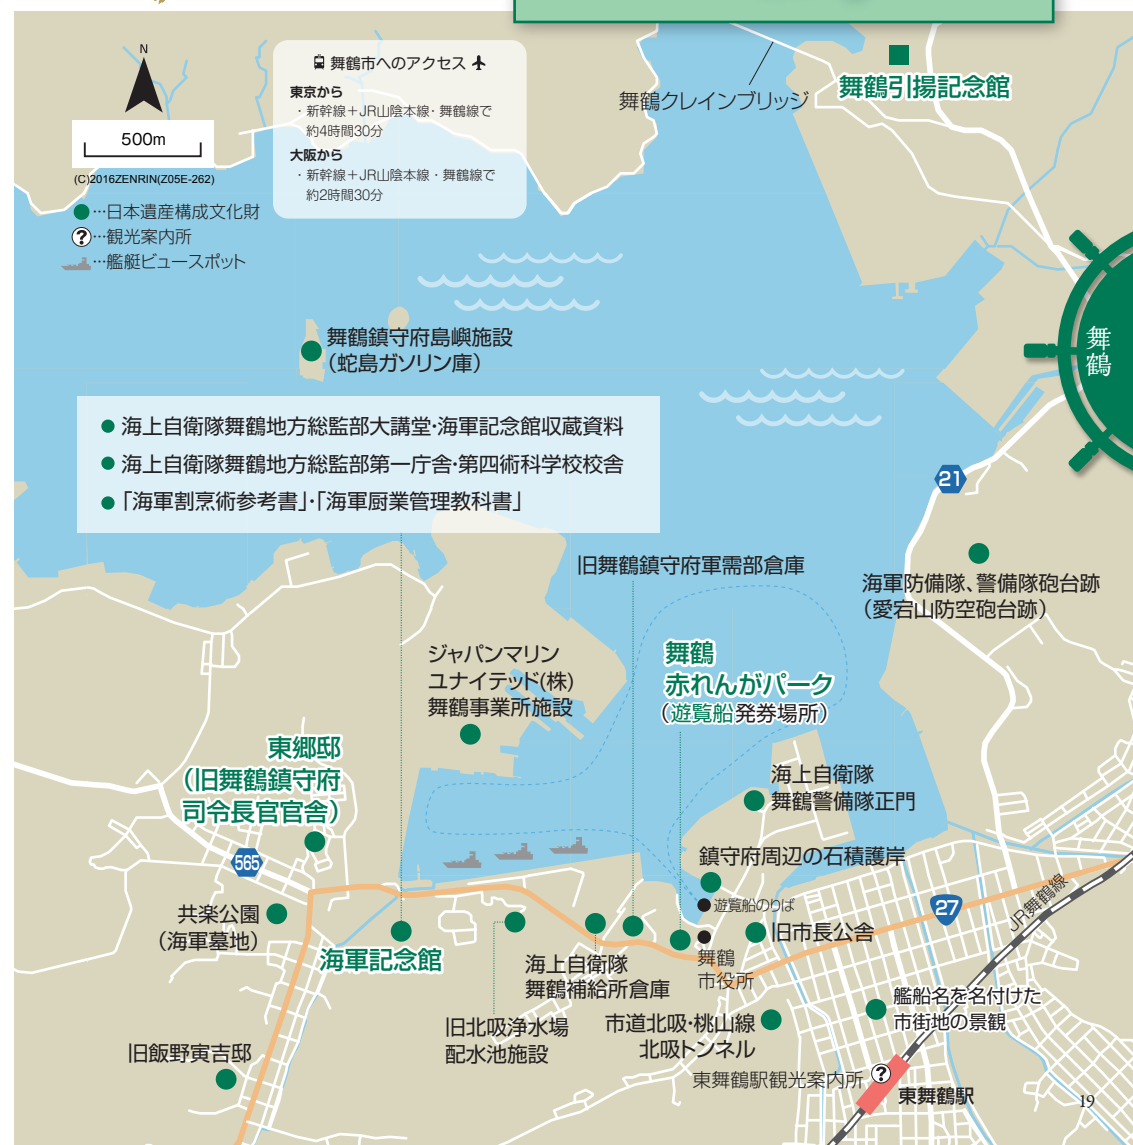 N
500m
(C)2016ZENRIN(Z05E-262)
…日本遺産構成文化財
?…観光案内所
…艦艇ビュースポット
舞鶴市へのアクセス
東京から
・新幹線＋JR山陰本線・舞鶴線で
約4時間30分
大阪から
・新幹線＋JR山陰本線・舞鶴線で
約2時間30分
舞鶴クレインブリッジ
舞鶴引揚記念館
舞鶴
舞鶴鎮守府島嶼施設
（蛇島ガソリン庫）
● 海上自衛隊舞鶴地方総監部大講堂・海軍記念館収蔵資料
● 海上自衛隊舞鶴地方総監部第一庁舎・第四術科学校校舎
● 「海軍割烹術参考書」・「海軍厨業管理教科書」
21
旧舞鶴鎮守府軍需部倉庫
海軍防備隊、警備隊砲台跡
（愛宕山防空砲台跡）
ジャパンマリン
ユナイテッド(株)
舞鶴事業所施設
舞鶴
赤れんがパーク
（遊覧船発券場所）
東郷邸
（旧舞鶴鎮守府
司令長官官舎）
海上自衛隊
舞鶴警備隊正門
565
鎮守府周辺の石積護岸
遊覧船のりば
共楽公園
（海軍墓地）
海軍記念館
旧市長公舎
27
JR舞鶴線
舞鶴
市役所
海上自衛隊
舞鶴補給所倉庫
旧北吸浄水場
配水池施設
市道北吸・桃山線
北吸トンネル
艦船名を名付けた
市街地の景観
旧飯野寅吉邸
東舞鶴駅観光案内所
?
東舞鶴駅
19